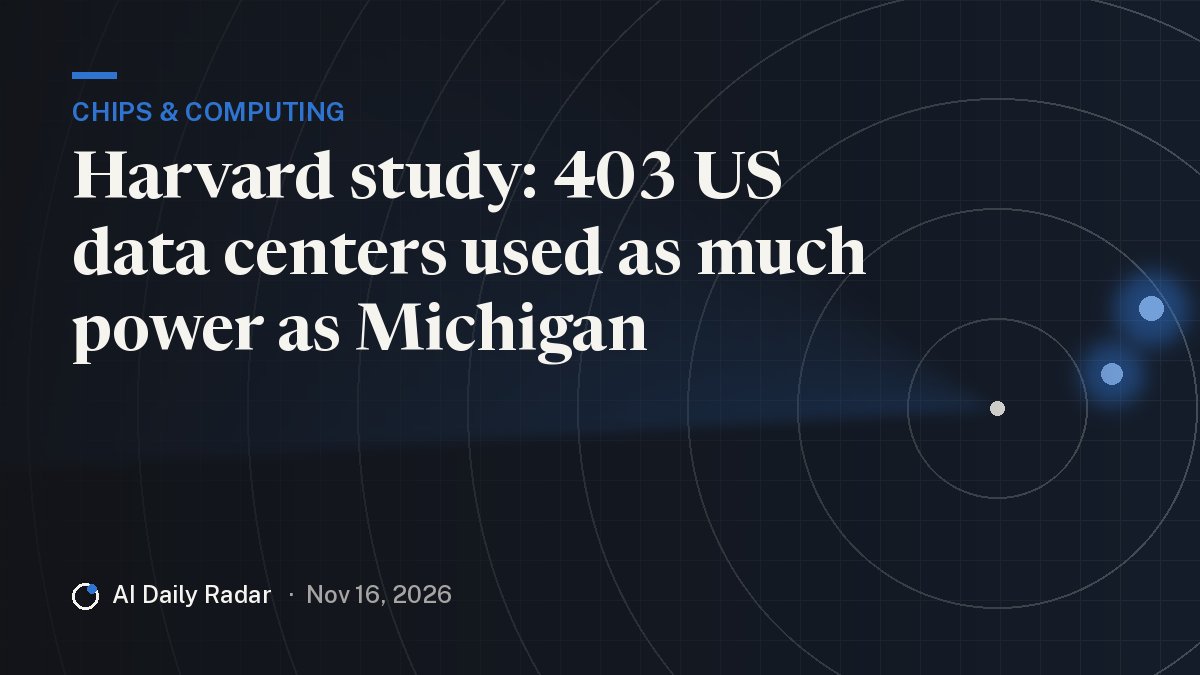 CHIPS & COMPUTING
Harvard study: 403 US
data centers used as much
power as Michigan
AI Daily Radar · Nov 16, 2026